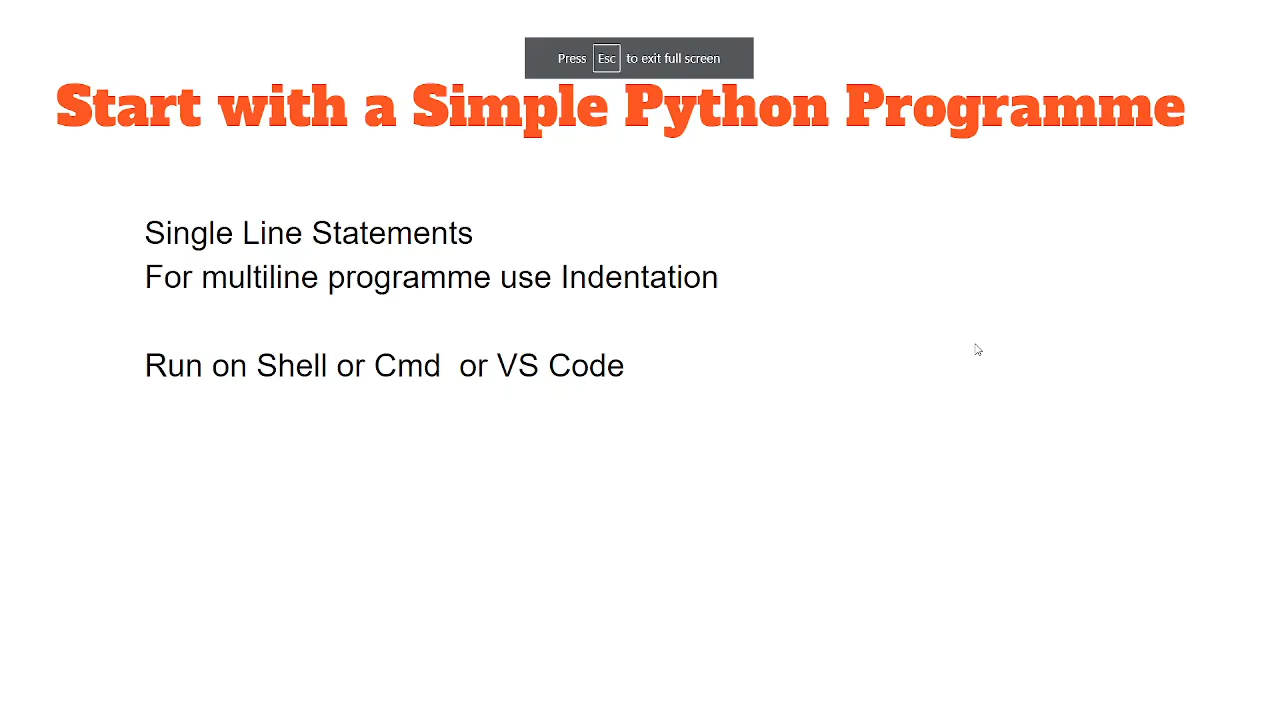 Press Esc to exit full screen
Start with a Simple Python Programme
Single Line Statements
For multiline programme use Indentation
Run on Shell or Cmd  or VS Code